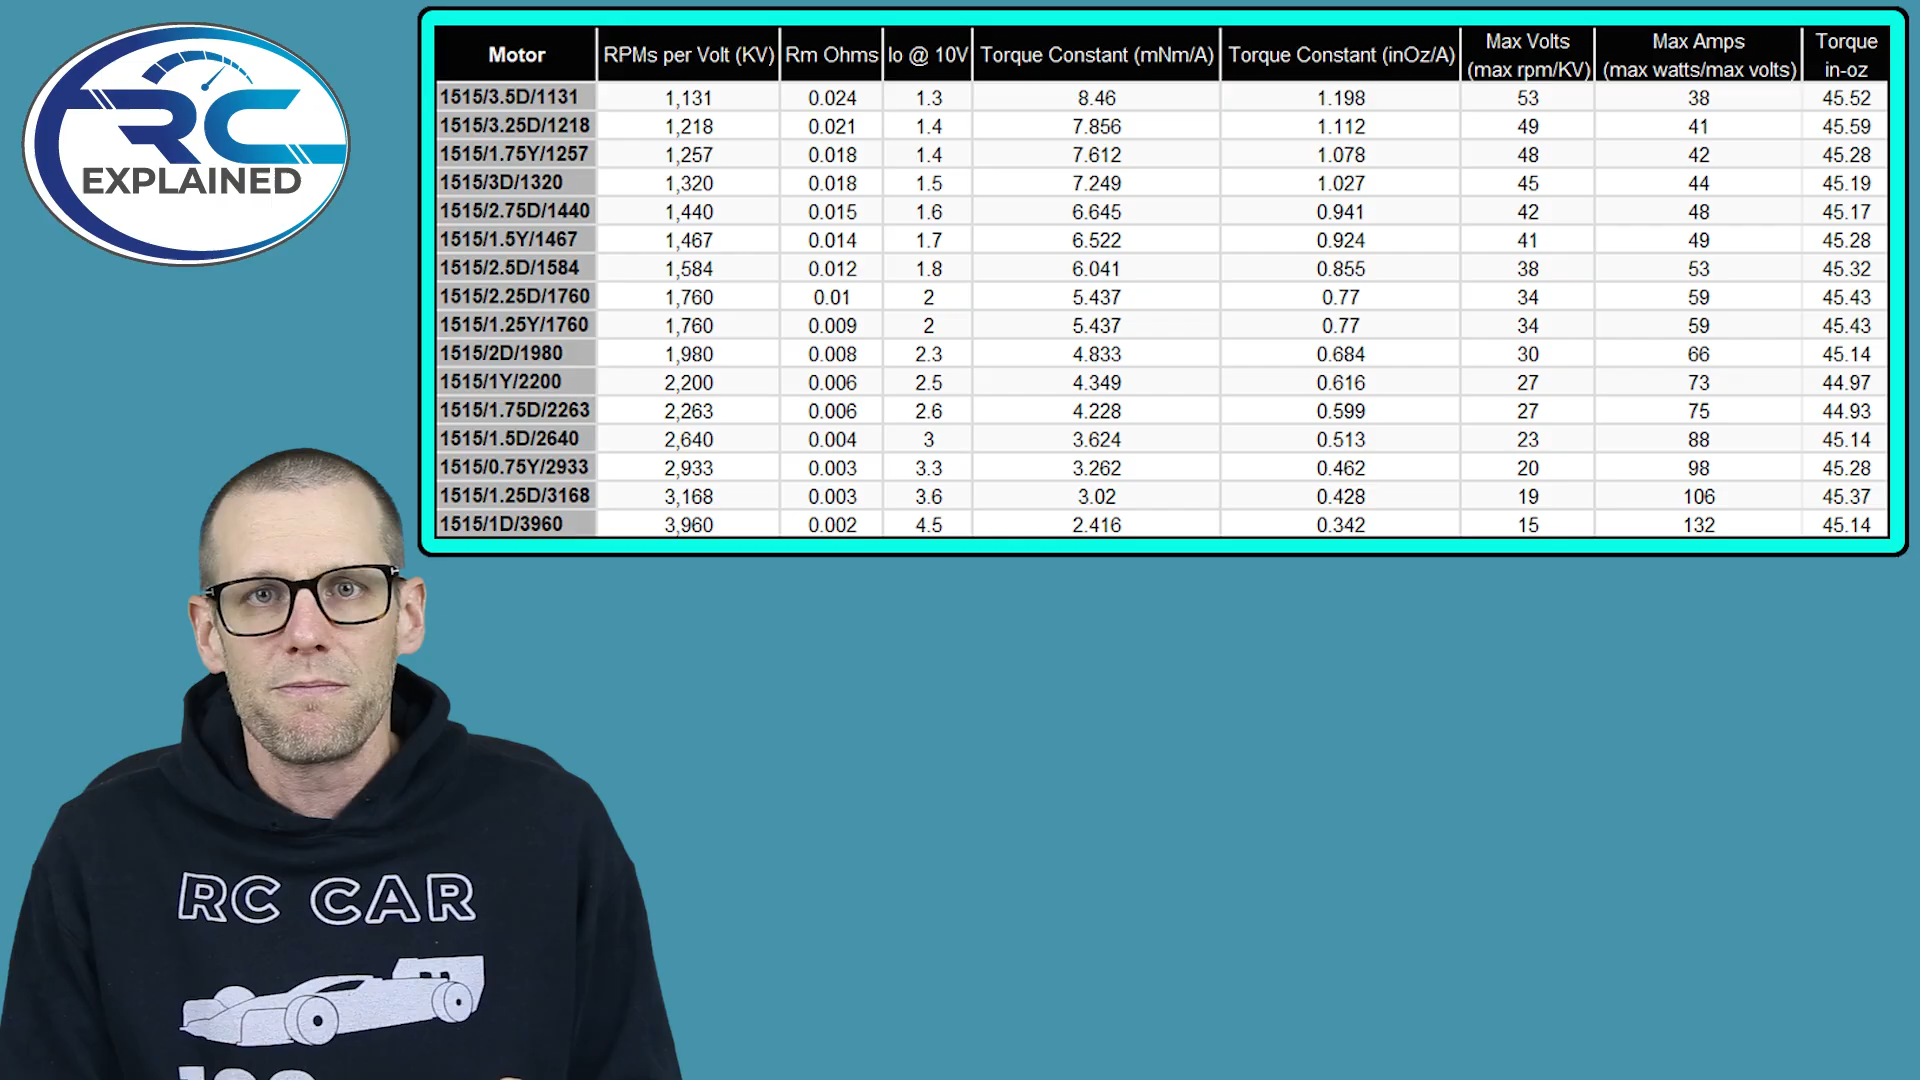 RC
EXPLAINED
Motor RPMs per Volt (KV) Rm Ohms Io @ 10V Torque Constant (mNm/A) Torque Constant (inOz/A) Max Volts (max rpm/KV) Max Amps (max watts/max volts) Torque in-oz
1515/3.5D/1131 1,131 0.024 1.3 8.46 1.198 53 38 45.52
1515/3.25D/1218 1,218 0.021 1.4 7.856 1.112 49 41 45.59
1515/1.75Y/1257 1,257 0.018 1.4 7.612 1.078 48 42 45.28
1515/3D/1320 1,320 0.018 1.5 7.249 1.027 45 44 45.19
1515/2.75D/1440 1,440 0.015 1.6 6.645 0.941 42 48 45.17
1515/1.5Y/1467 1,467 0.014 1.7 6.522 0.924 41 49 45.28
1515/2.5D/1584 1,584 0.012 1.8 6.041 0.855 38 53 45.32
1515/2.25D/1760 1,760 0.01 2 5.437 0.77 34 59 45.43
1515/1.25Y/1760 1,760 0.009 2 5.437 0.77 34 59 45.43
1515/2D/1980 1,980 0.008 2.3 4.833 0.684 30 66 45.14
1515/1Y/2200 2,200 0.006 2.5 4.349 0.616 27 73 44.97
1515/1.75D/2263 2,263 0.006 2.6 4.228 0.599 27 75 44.93
1515/1.5D/2640 2,640 0.004 3 3.624 0.513 23 88 45.14
1515/0.75Y/2933 2,933 0.003 3.3 3.262 0.462 20 98 45.28
1515/1.25D/3168 3,168 0.003 3.6 3.02 0.428 19 106 45.37
1515/1D/3960 3,960 0.002 4.5 2.416 0.342 15 132 45.14
RC CAR